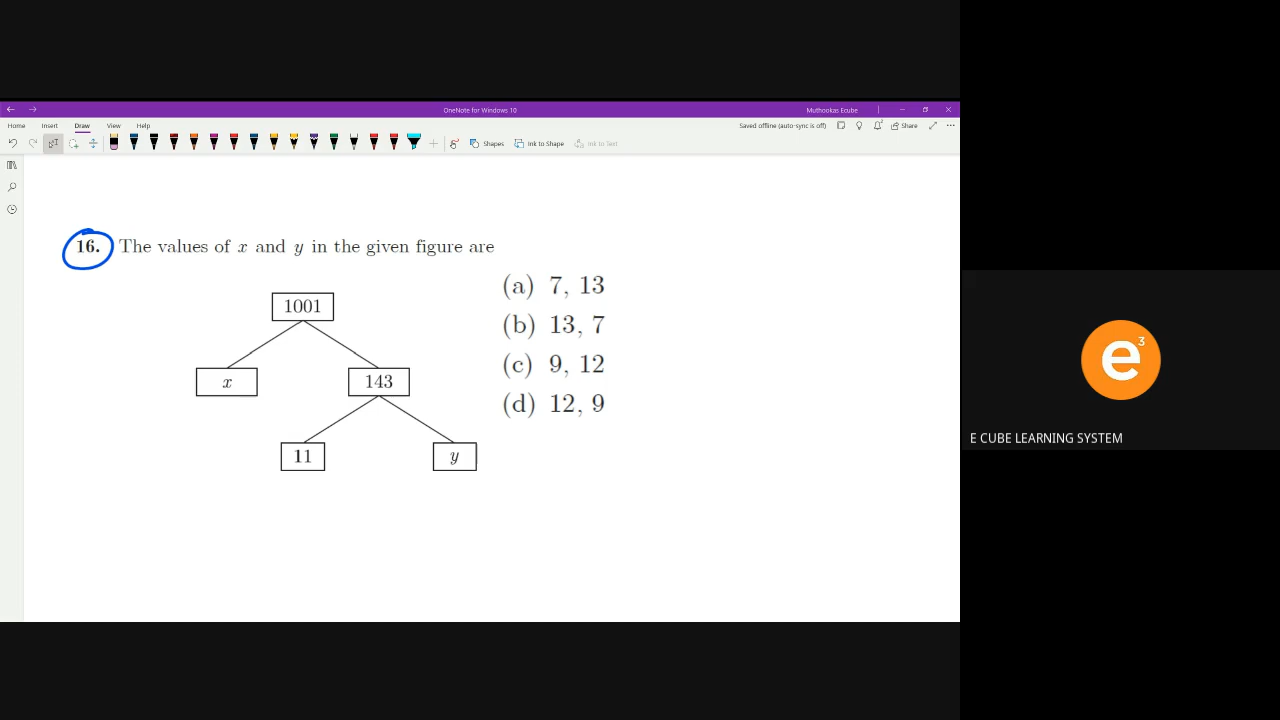 OneNote for Windows 10
Muthookas Ecube
Home Insert Draw View Help
Saved offline (auto-sync is off)
Share
Shapes
Ink to Shape
Ink to Text
16. The values of x and y in the given figure are
(a) 7, 13
(b) 13, 7
(c) 9, 12
(d) 12, 9
1001
x
143
11
y
e3
E CUBE LEARNING SYSTEM